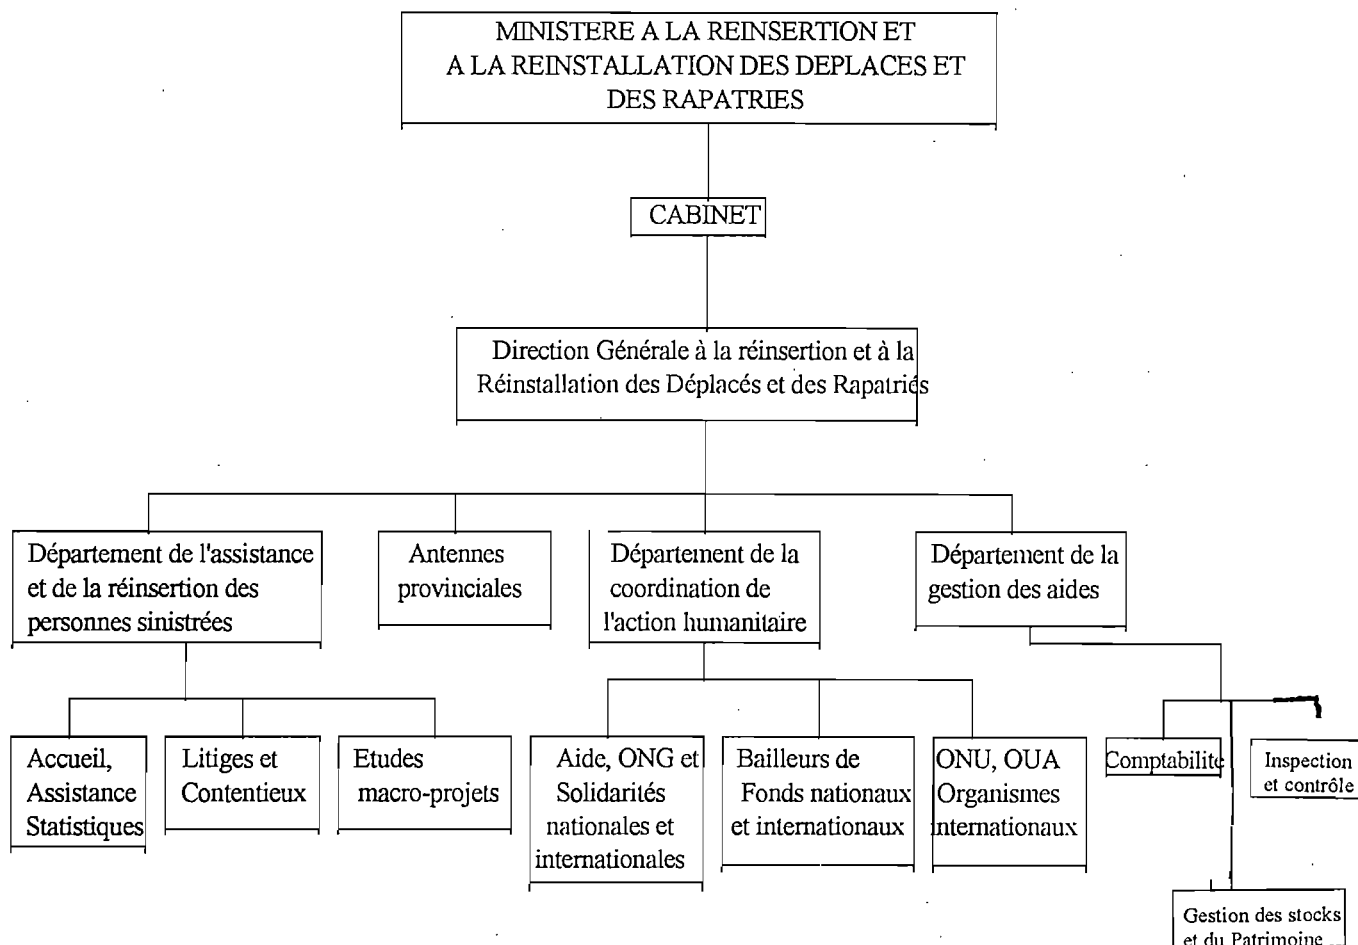 MINISTERE A LA REINSERTION ET
A LA REINSTALLATION DES DEPLACES ET
DES RAPATRIES
CABINET
Direction Générale à la réinsertion et à la
Réinstallation des Déplacés et des Rapatriés
Département de l'assistance
et de la réinsertion des
personnes sinistrées
Antennes
provinciales
Département de la
coordination de
l'action humanitaire
Département de la
gestion des aides
Accueil,
Assistance
Statistiques
Litiges et
Contentieux
Etudes
macro-projets
Aide, ONG et
Solidarités
nationales et
internationales
Bailleurs de
Fonds nationaux
et internationaux
ONU, OUA
Organismes
internationaux
Comptabilité
Inspection
et contrôle
Gestion des stocks
et du Patrimoine